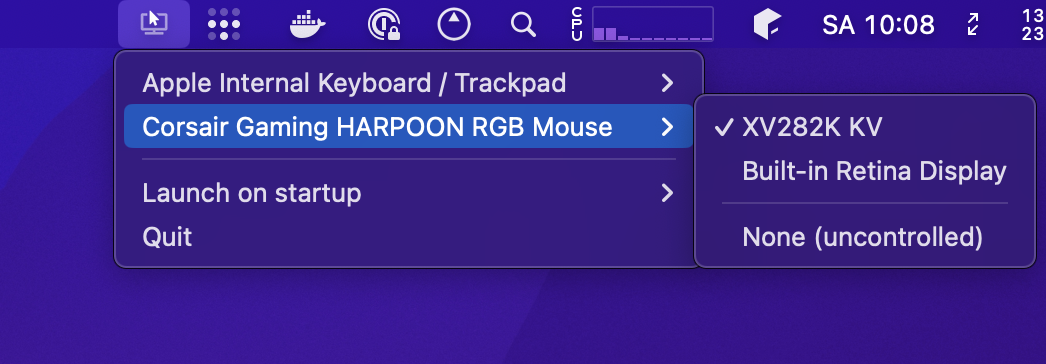 CPU
SA 10:08
13
23
Apple Internal Keyboard / Trackpad
Corsair Gaming HARPOON RGB Mouse
Launch on startup
Quit
✓ XV282K KV
Built-in Retina Display
None (uncontrolled)